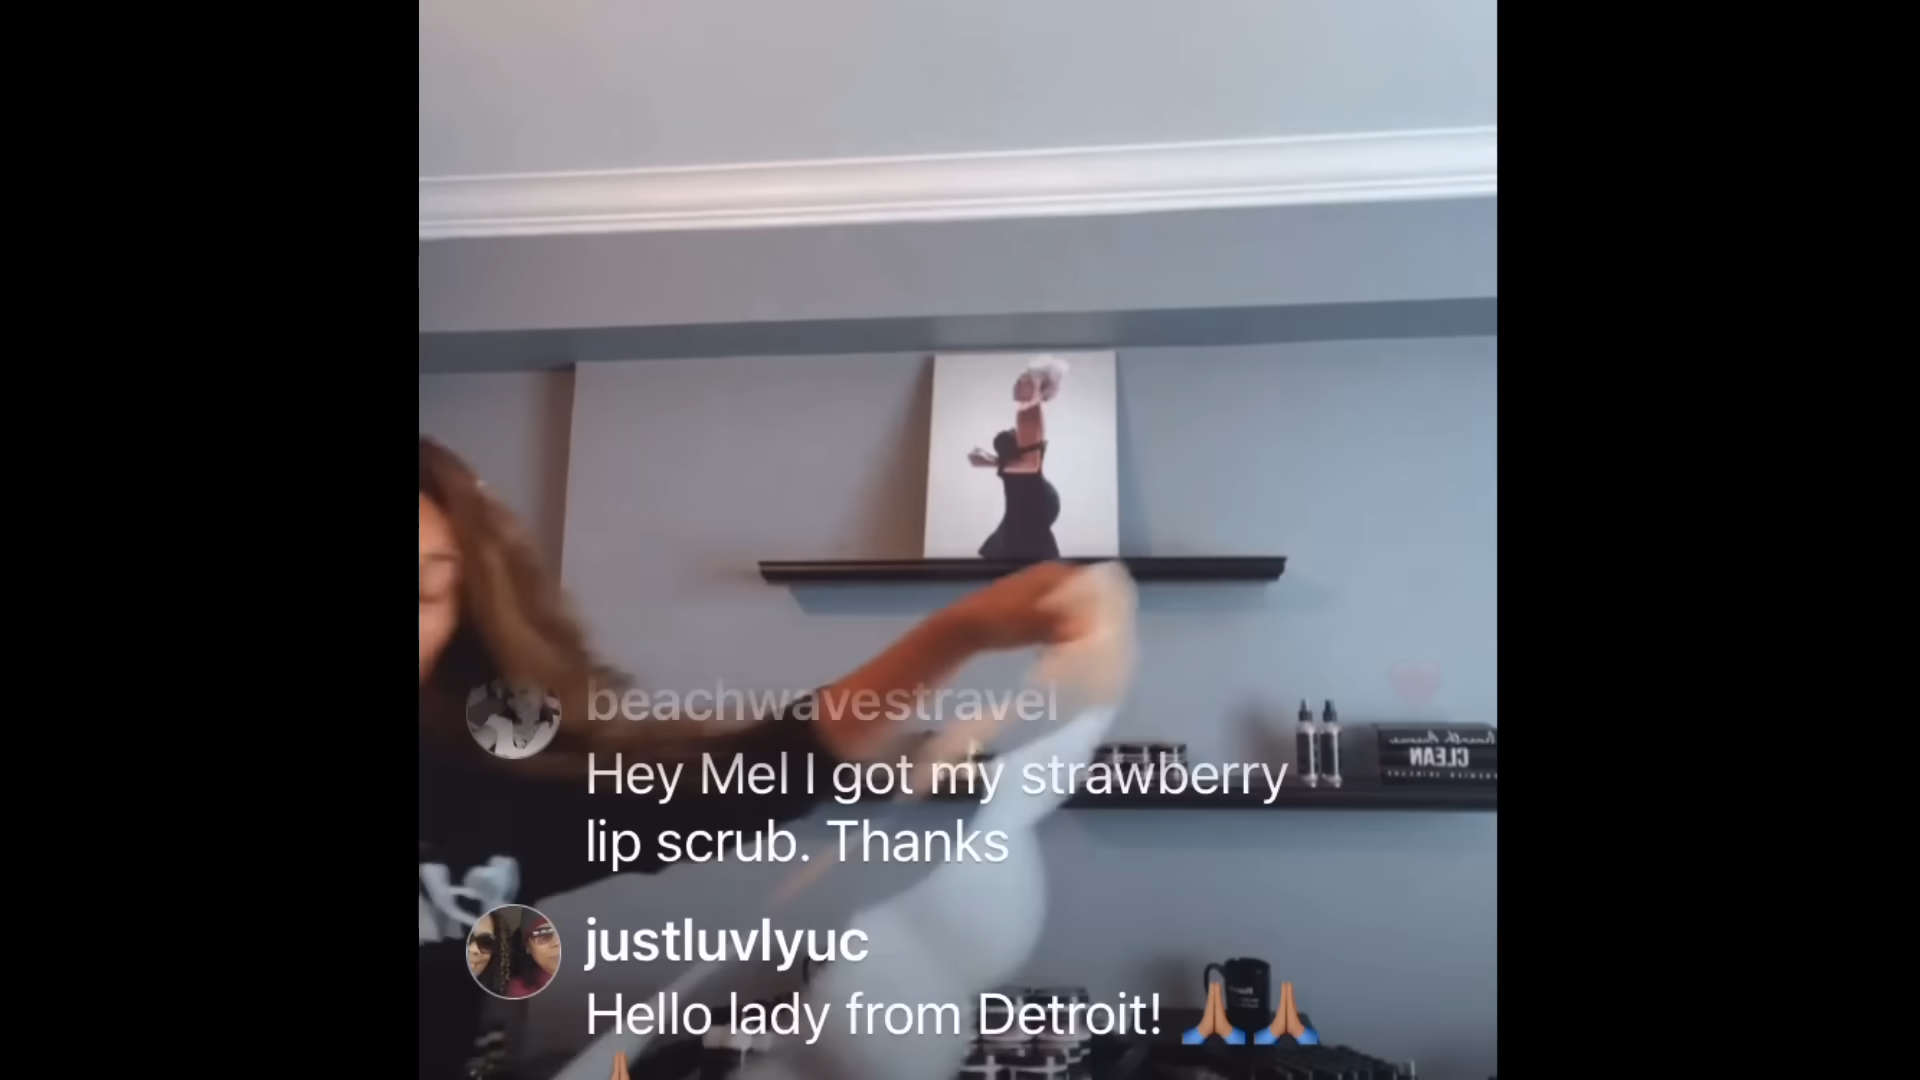 beachwavestravel
Hey Mel I got my strawberry
lip scrub. Thanks
CLEAN
justluvlyuc
Hello lady from Detroit! 🙏🏽🙏🏽
🙏🏽